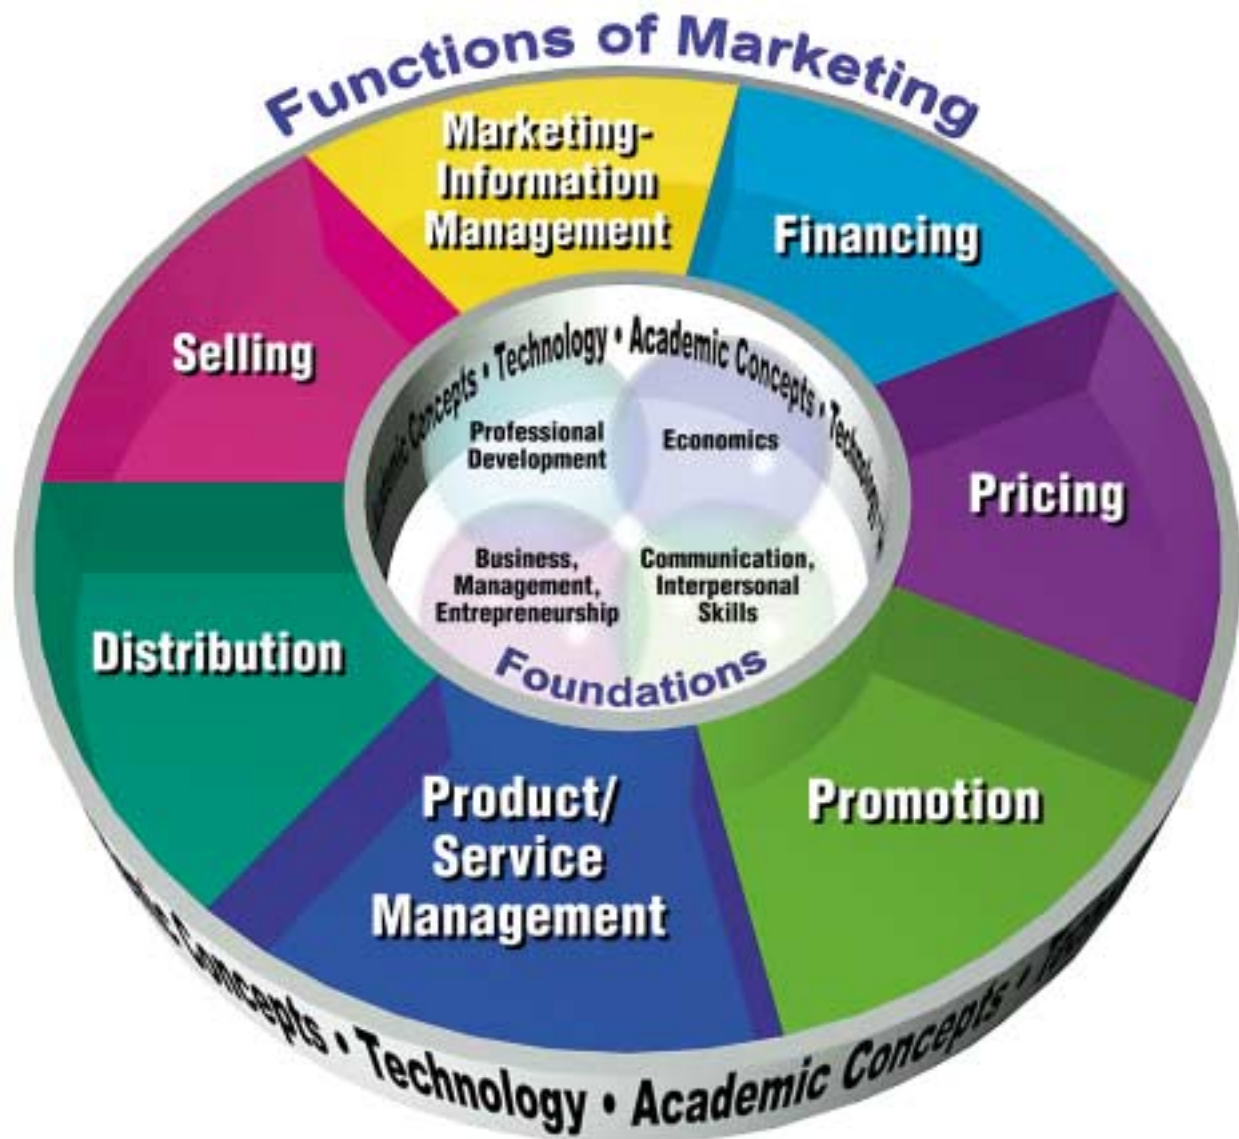 Functions of Marketing
Marketing-
Information
Management
Financing
Pricing
Promotion
Product/
Service
Management
Distribution
Selling
Concepts • Technology • Academic Concepts • Technology
Professional
Development
Economics
Business,
Management,
Entrepreneurship
Communication,
Interpersonal
Skills
Foundations
Concepts • Technology • Academic Concepts •